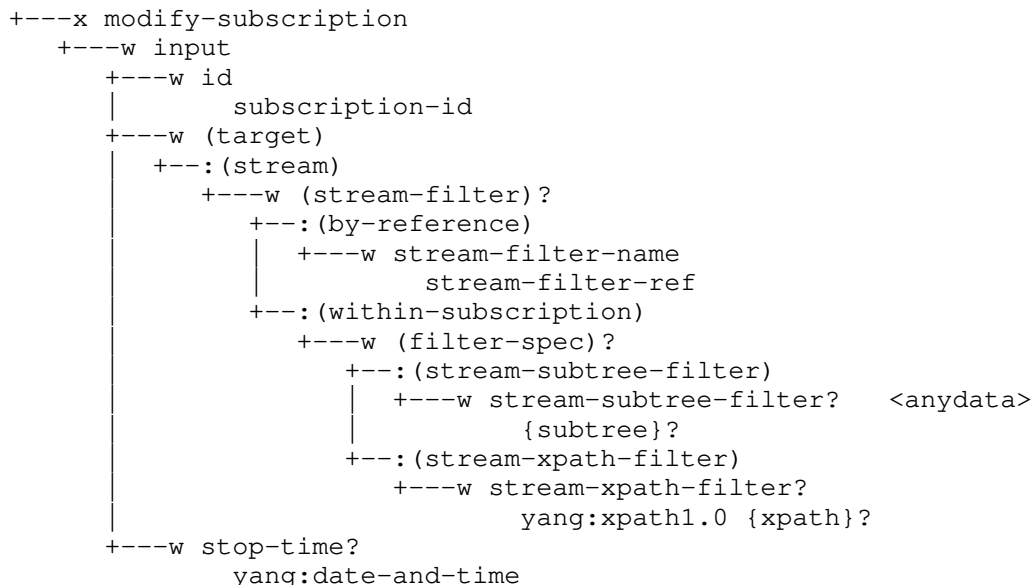 +---x modify-subscription
   +---w input
      +---w id
      |       subscription-id
      +---w (target)
      |  +--:(stream)
      |     +---w (stream-filter)?
      |        +--:(by-reference)
      |        |  +---w stream-filter-name
      |        |          stream-filter-ref
      |        +--:(within-subscription)
      |           +---w (filter-spec)?
      |              +--:(stream-subtree-filter)
      |              |  +---w stream-subtree-filter?   <anydata>
      |              |          {subtree}?
      |              +--:(stream-xpath-filter)
      |                 +---w stream-xpath-filter?
      |                         yang:xpath1.0 {xpath}?
      +---w stop-time?
              yang:date-and-time